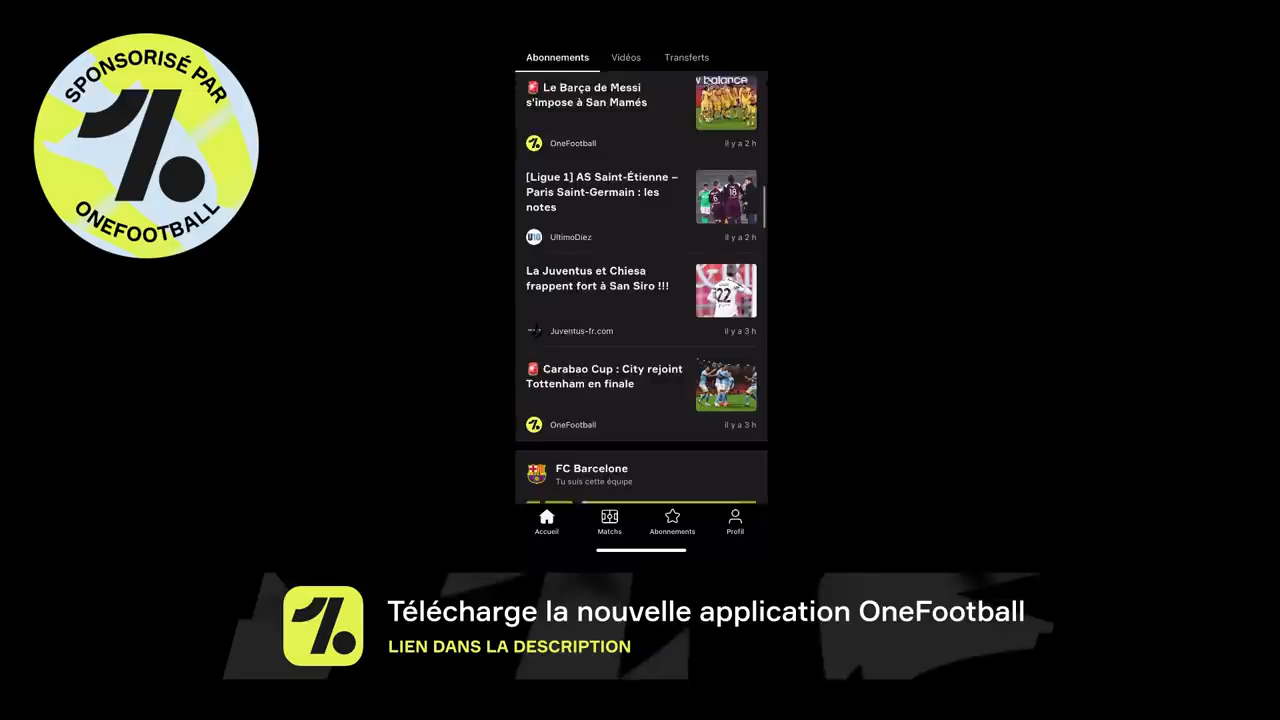 SPONSORISÉ PAR
ONEFOOTBALL
Abonnements Vidéos Transferts
Le Barça de Messi
s'impose à San Mamés
OneFootball il y a 2 h
[Ligue 1] AS Saint-Étienne –
Paris Saint-Germain : les
notes
UltimoDiez il y a 2 h
La Juventus et Chiesa
frappent fort à San Siro !!!
Juventus-fr.com il y a 3 h
Carabao Cup : City rejoint
Tottenham en finale
OneFootball il y a 3 h
FC Barcelone
Tu suis cette équipe
Accueil Matchs Abonnements Profil
Télécharge la nouvelle application OneFootball
LIEN DANS LA DESCRIPTION